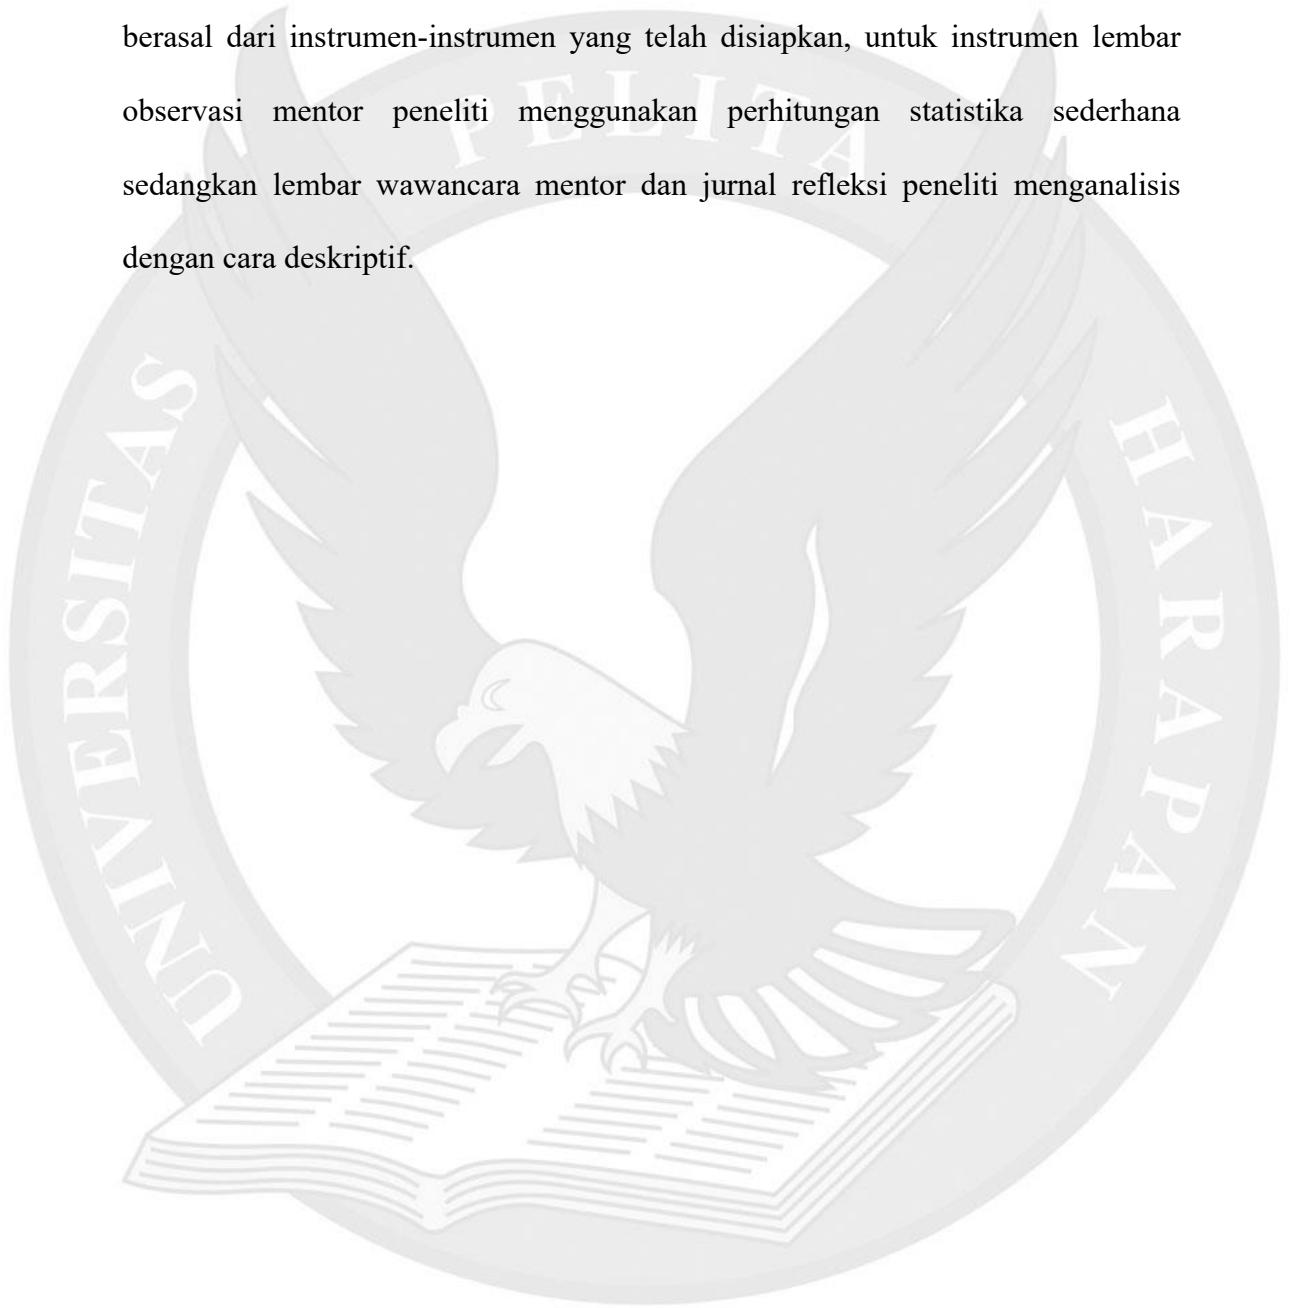 berasal dari instrumen-instrumen yang telah disiapkan, untuk instrumen lembar
observasi mentor peneliti menggunakan perhitungan statistika sederhana
sedangkan lembar wawancara mentor dan jurnal refleksi peneliti menganalisis
dengan cara deskriptif.
UNIVERSITAS PELITA HARAPAN